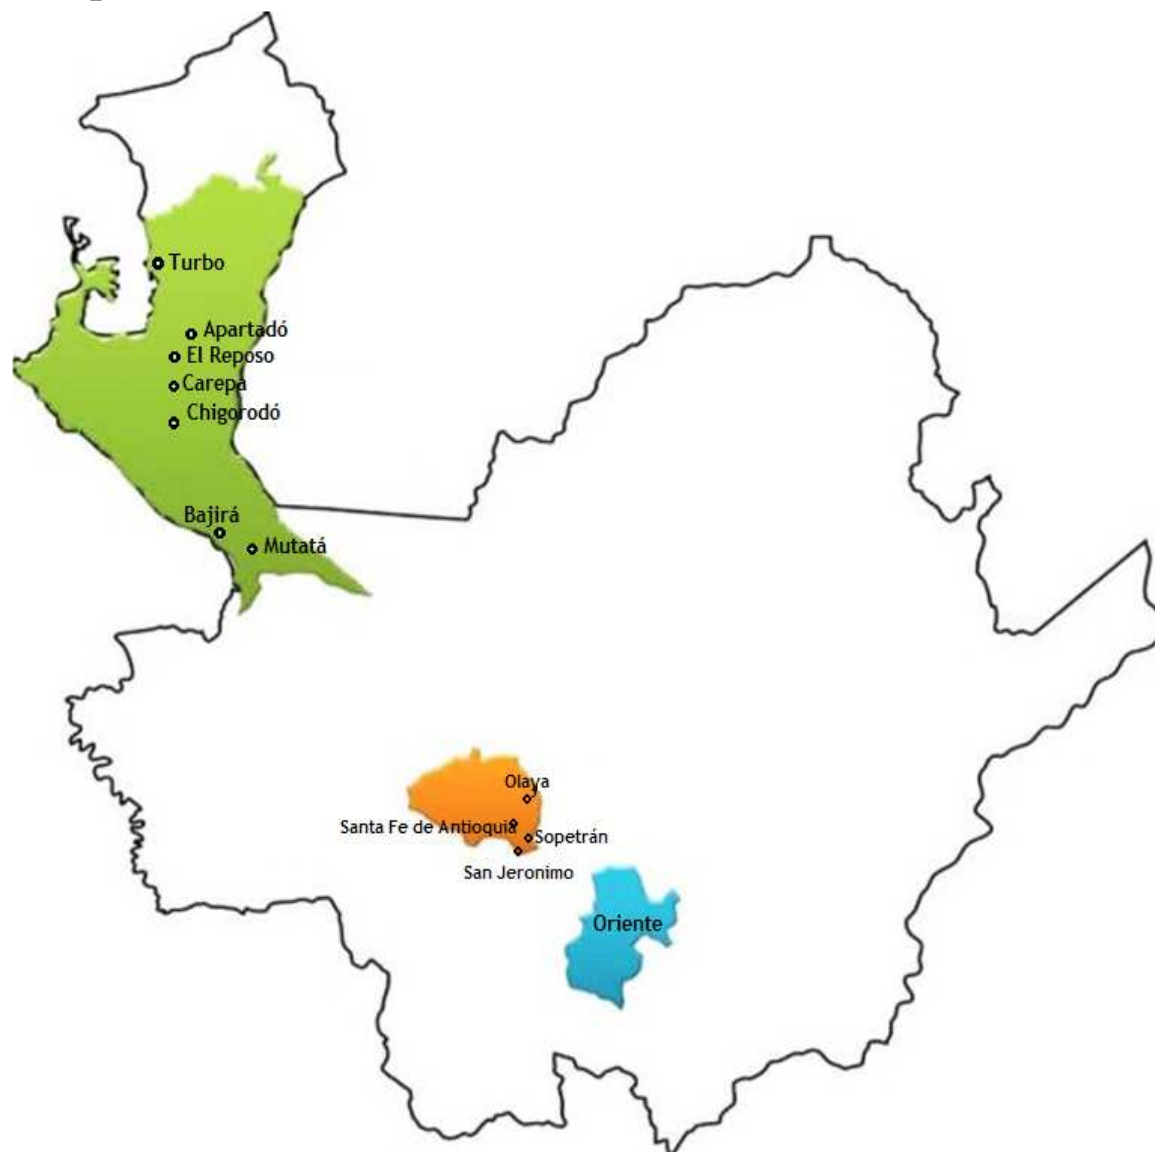 Turbo
Apartadó
El Reposo
Carepa
Chigorodó
Bajirá
Mutatá
Olaya
Santa Fe de Antioquia
Sopetrán
San Jeronimo
Oriente